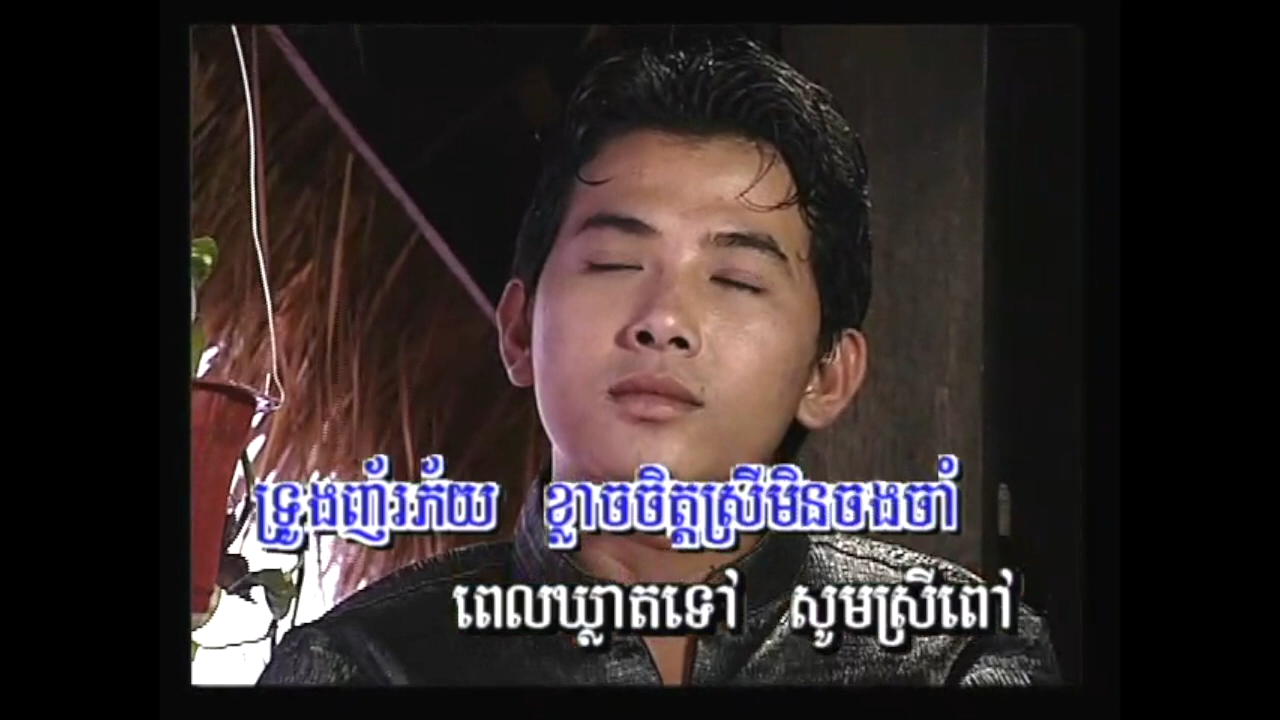 ទ្រូងញ័រភ័យ ខ្លាចចិត្តស្រីមិនចងចាំ
ពេលឃ្លាតទៅ សូមស្រីពៅ